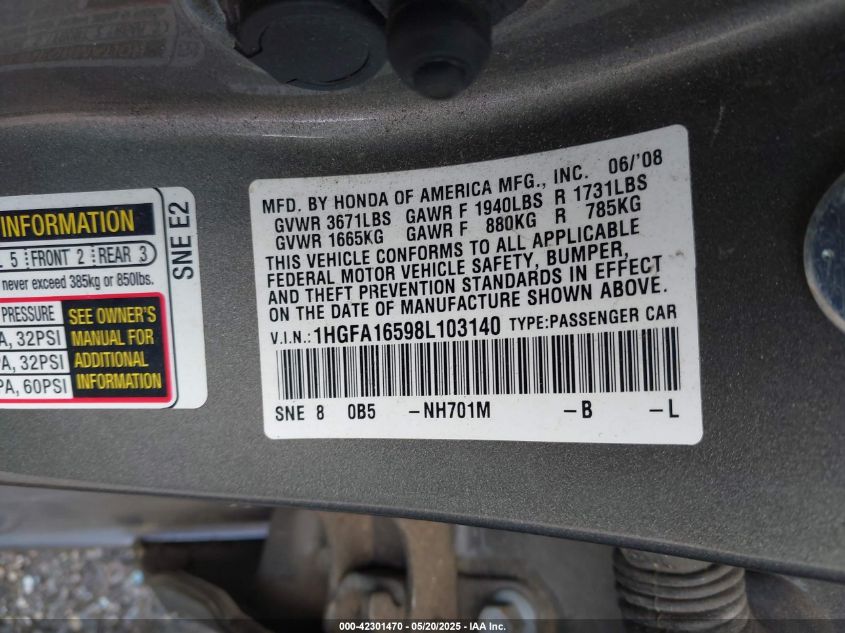 INFORMATION
5 FRONT 2 REAR 3
never exceed 385kg or 850lbs.
PRESSURE
SEE OWNER'S
MANUAL FOR
ADDITIONAL
INFORMATION
A, 32PSI
PA, 32PSI
PA, 60PSI
SNE E2
MFD. BY HONDA OF AMERICA MFG., INC. 06/'08
GVWR 3671LBS GAWR F 1940LBS R 1731LBS
GVWR 1665KG GAWR F 880KG R 785KG
THIS VEHICLE CONFORMS TO ALL APPLICABLE
FEDERAL MOTOR VEHICLE SAFETY, BUMPER,
AND THEFT PREVENTION STANDARDS IN EFFECT
ON THE DATE OF MANUFACTURE SHOWN ABOVE.
V.I.N.: 1HGFA16598L103140 TYPE:PASSENGER CAR
SNE 8 0B5 -NH701M -B -L
000-42301470 - 05/20/2025 - IAA Inc.